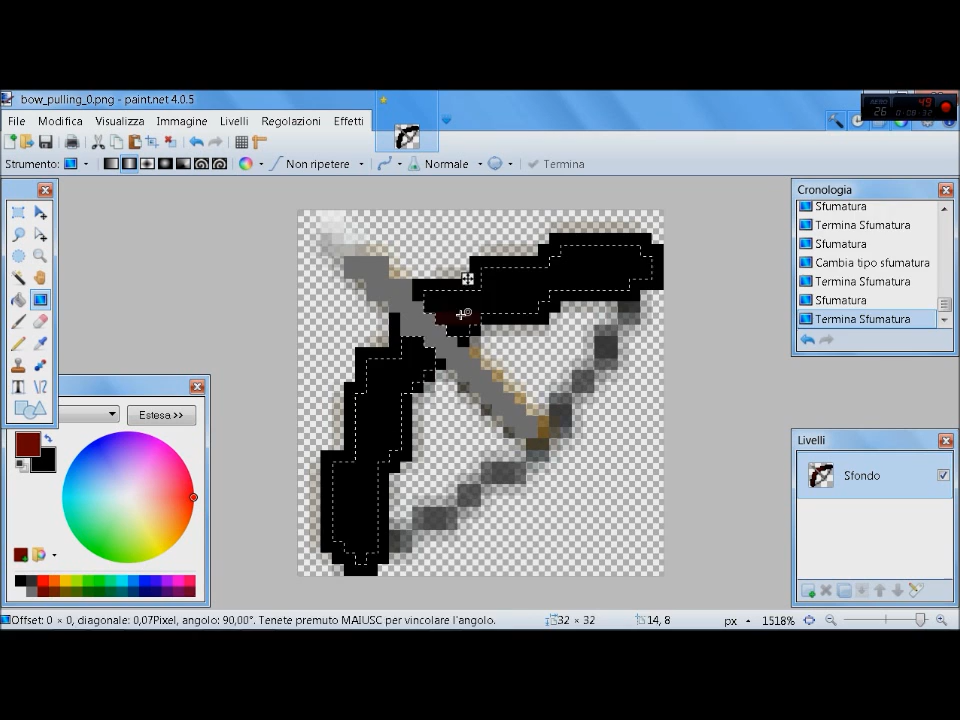 bow_pulling_0.png - paint.net 4.0.5
File Modifica Visualizza Immagine Livelli Regolazioni Effetti
Strumento: Non ripetere Normale Termina
Cronologia
Sfumatura
Termina Sfumatura
Sfumatura
Cambia tipo sfumatura
Termina Sfumatura
Sfumatura
Termina Sfumatura
Estesa >>
Livelli
Sfondo
Offset: 0 × 0, diagonale: 0,07Pixel, angolo: 90,00°. Tenete premuto MAIUSC per vincolare l'angolo. 32 × 32 14, 8 px 1518%